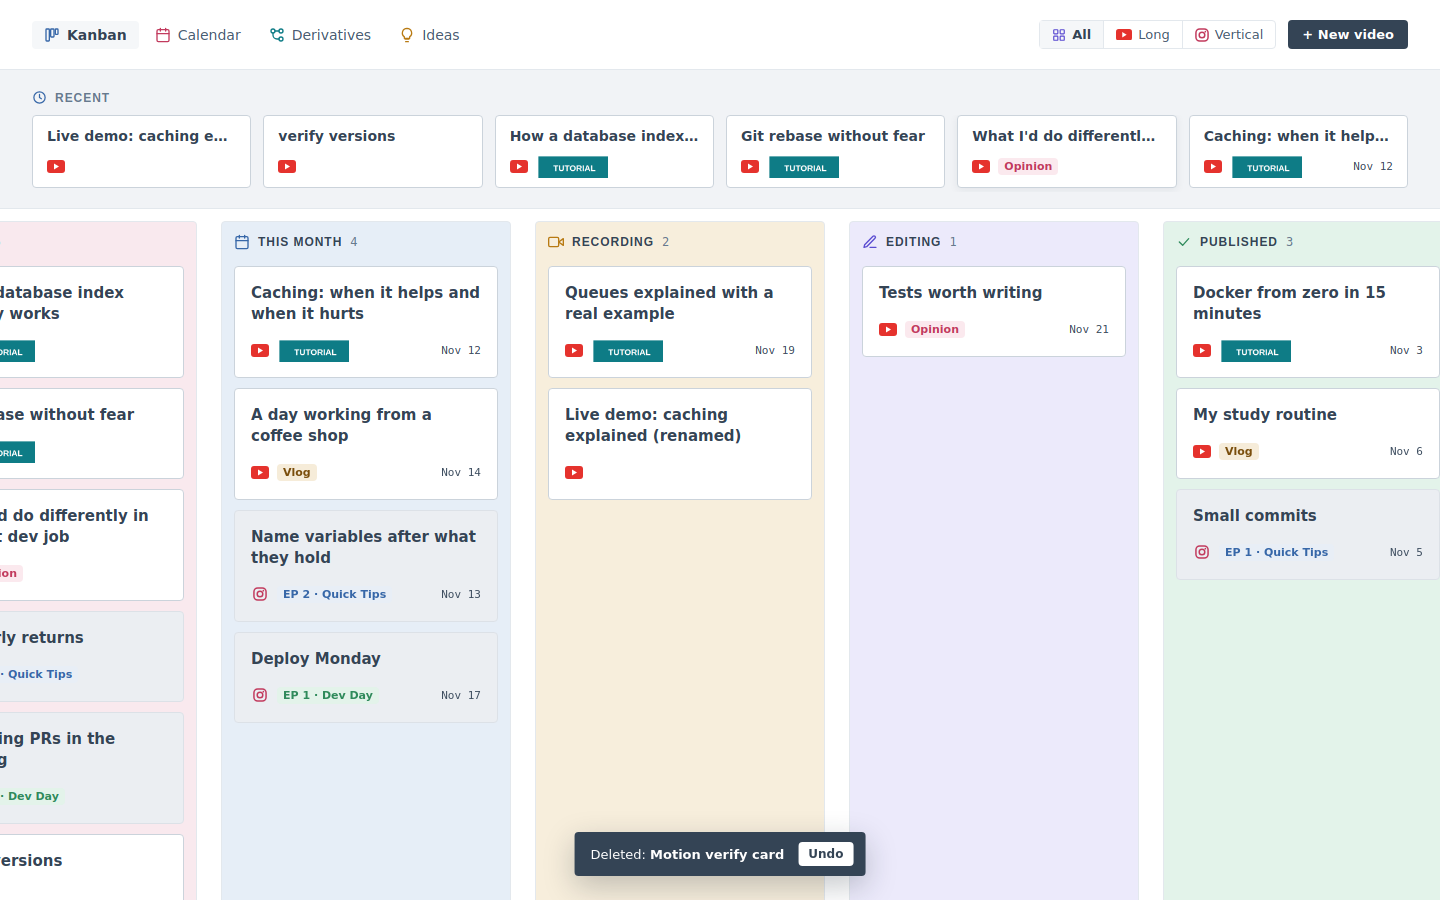 Kanban
Calendar
Derivatives
Ideas
All
Long
Vertical
+ New video
RECENT
Live demo: caching e...
verify versions
How a database index...
TUTORIAL
Git rebase without fear
TUTORIAL
What I'd do differentl...
Opinion
Caching: when it help...
TUTORIAL
Nov 12
database index
works
RIAL
ase without fear
RIAL
d do differently in
t dev job
ion
rly returns
· Quick Tips
ing PRs in the
g
· Dev Day
ersions
THIS MONTH 4
Caching: when it helps and
when it hurts
TUTORIAL
Nov 12
A day working from a
coffee shop
Vlog
Nov 14
Name variables after what
they hold
EP 2 · Quick Tips
Nov 13
Deploy Monday
EP 1 · Dev Day
Nov 17
RECORDING 2
Queues explained with a
real example
TUTORIAL
Nov 19
Live demo: caching
explained (renamed)
EDITING 1
Tests worth writing
Opinion
Nov 21
PUBLISHED 3
Docker from zero in 15
minutes
TUTORIAL
Nov 3
My study routine
Vlog
Nov 6
Small commits
EP 1 · Quick Tips
Nov 5
Deleted: Motion verify card
Undo